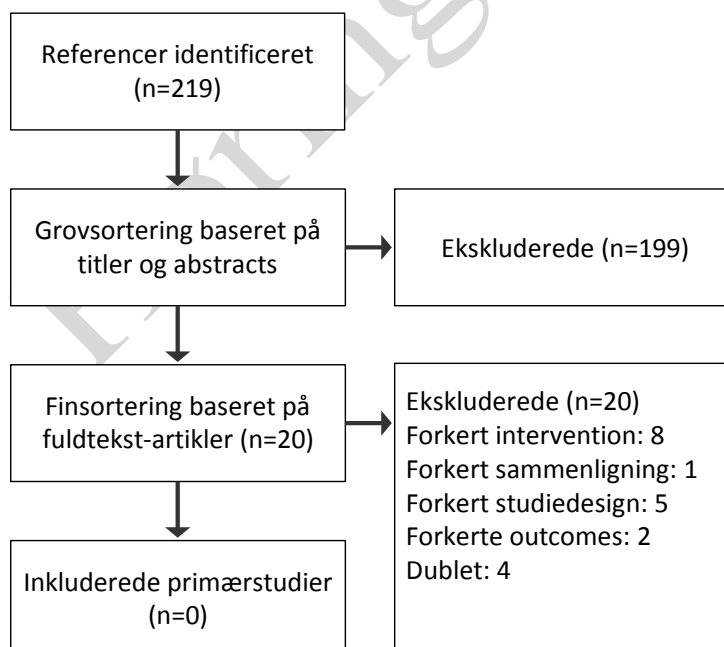 Referencer identificeret
(n=219)
Grovsortering baseret på
titler og abstracts
Ekskluderede (n=199)
Finsortering baseret på
fuldtekst-artikler (n=20)
Ekskluderede (n=20)
Forkert intervention: 8
Forkert sammenligning: 1
Forkert studiedesign: 5
Forkerte outcomes: 2
Dublet: 4
Inkluderede primærstudier
(n=0)